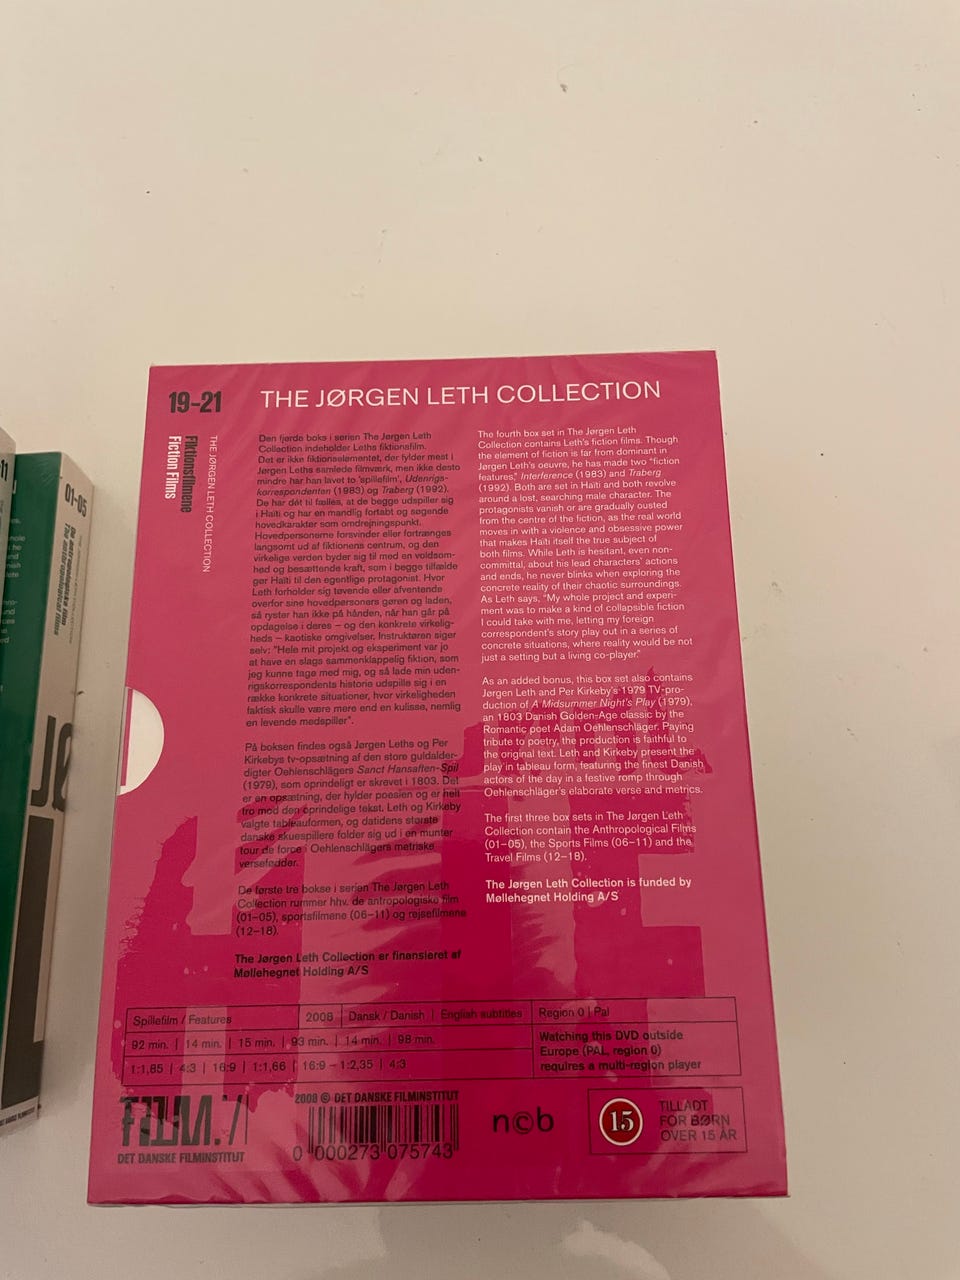 19–21
THE JØRGEN LETH COLLECTION
THE JØRGEN LETH COLLECTION
Fiktionsfilmene
Fiction Films
Den fjerde boks i serien The Jørgen Leth
Collection indeholder Leths fiktionsfilm.
Det er ikke fiktionselementet, der fylder mest i
Jørgen Leths samlede filmværk, men ikke desto
mindre har han lavet to 'spillefilm', Udenrigs-
korrespondenten (1983) og Traberg (1992).
De har dét til fælles, at de begge udspiller sig
i Haiti og har en mandlig fortabt og søgende
hovedkarakter som omdrejningspunkt.
Hovedpersonerne forsvinder eller fortrænges
langsomt ud af fiktionens centrum, og den
virkelige verden byder sig til med en voldsom-
hed og besættende kraft, som i begge tilfælde
gør Haïti til den egentlige protagonist. Hvor
Leth forholder sig tøvende eller afventende
overfor sine hovedpersoners gøren og laden,
så ryster han ikke på hånden, når han går på
opdagelse i deres – og den konkrete virkelig-
heds – kaotiske omgivelser. Instruktøren siger
selv: "Hele mit projekt og eksperiment var jo
at have en slags sammenklappelig fiktion, som
jeg kunne tage med mig, og så lade min uden-
rigskorrespondents historie udspille sig i en
række konkrete situationer, hvor virkeligheden
faktisk skulle være mere end en kulisse, nemlig
en levende medspiller".
På boksen findes også Jørgen Leths og Per
Kirkebys tv-opsætning af den store guldalder-
digter Oehlenschlägers Sanct Hansaften-Spil
(1979), som oprindeligt er skrevet i 1803. Det
er en opsætning, der hylder poesien og er helt
tro mod den oprindelige tekst. Leth og Kirkeby
valgte tableauformen, og datidens største
danske skuespillere folder sig ud i en munter
tour de force i Oehlenschlägers metriske
versefødder.
De første tre bokse i serien The Jørgen Leth
Collection rummer hhv. de antropologiske film
(01–05), sportsfilmene (06–11) og rejsefilmene
(12–18).
The Jørgen Leth Collection er finansieret af
Møllehegnet Holding A/S
The fourth box set in The Jørgen Leth
Collection contains Leth's fiction films. Though
the element of fiction is far from dominant in
Jørgen Leth's oeuvre, he has made two "fiction
features," Interference (1983) and Traberg
(1992). Both are set in Haïti and both revolve
around a lost, searching male character. The
protagonists vanish or are gradually ousted
from the centre of the fiction, as the real world
moves in with a violence and obsessive power
that makes Haïti itself the true subject of
both films. While Leth is hesitant, even non-
committal, about his lead characters' actions
and ends, he never blinks when exploring the
concrete reality of their chaotic surroundings.
As Leth says, "My whole project and experi-
ment was to make a kind of collapsible fiction
I could take with me, letting my foreign
correspondent's story play out in a series of
concrete situations, where reality would be not
just a setting but a living co-player."
As an added bonus, this box set also contains
Jørgen Leth and Per Kirkeby's 1979 TV-pro-
duction of A Midsummer Night's Play (1979),
an 1803 Danish Golden-Age classic by the
Romantic poet Adam Oehlenschläger. Paying
tribute to poetry, the production is faithful to
the original text. Leth and Kirkeby present the
play in tableau form, featuring the finest Danish
actors of the day in a festive romp through
Oehlenschläger's elaborate verse and metrics.
The first three box sets in The Jørgen Leth
Collection contain the Anthropological Films
(01–05), the Sports Films (06–11) and the
Travel Films (12–18).
The Jørgen Leth Collection is funded by
Møllehegnet Holding A/S
Spillefilm / Features | 2008 | Dansk / Danish | English subtitles | Region 0 | Pal
92 min. | 14 min. | 15 min. | 93 min. | 14 min. | 98 min.
1:1,85 | 4:3 | 16:9 | 1:1,66 | 16:9 – 1:2,35 | 4:3
Watching this DVD outside
Europe (PAL, region 0)
requires a multi-region player
FILM./
DET DANSKE FILMINSTITUT
2008 © DET DANSKE FILMINSTITUT
0 000273 075743
n©b
15
TILLADT
FOR BØRN
OVER 15 ÅR
11
01–05
De antropologiske film
The Anthropological Films
JØ